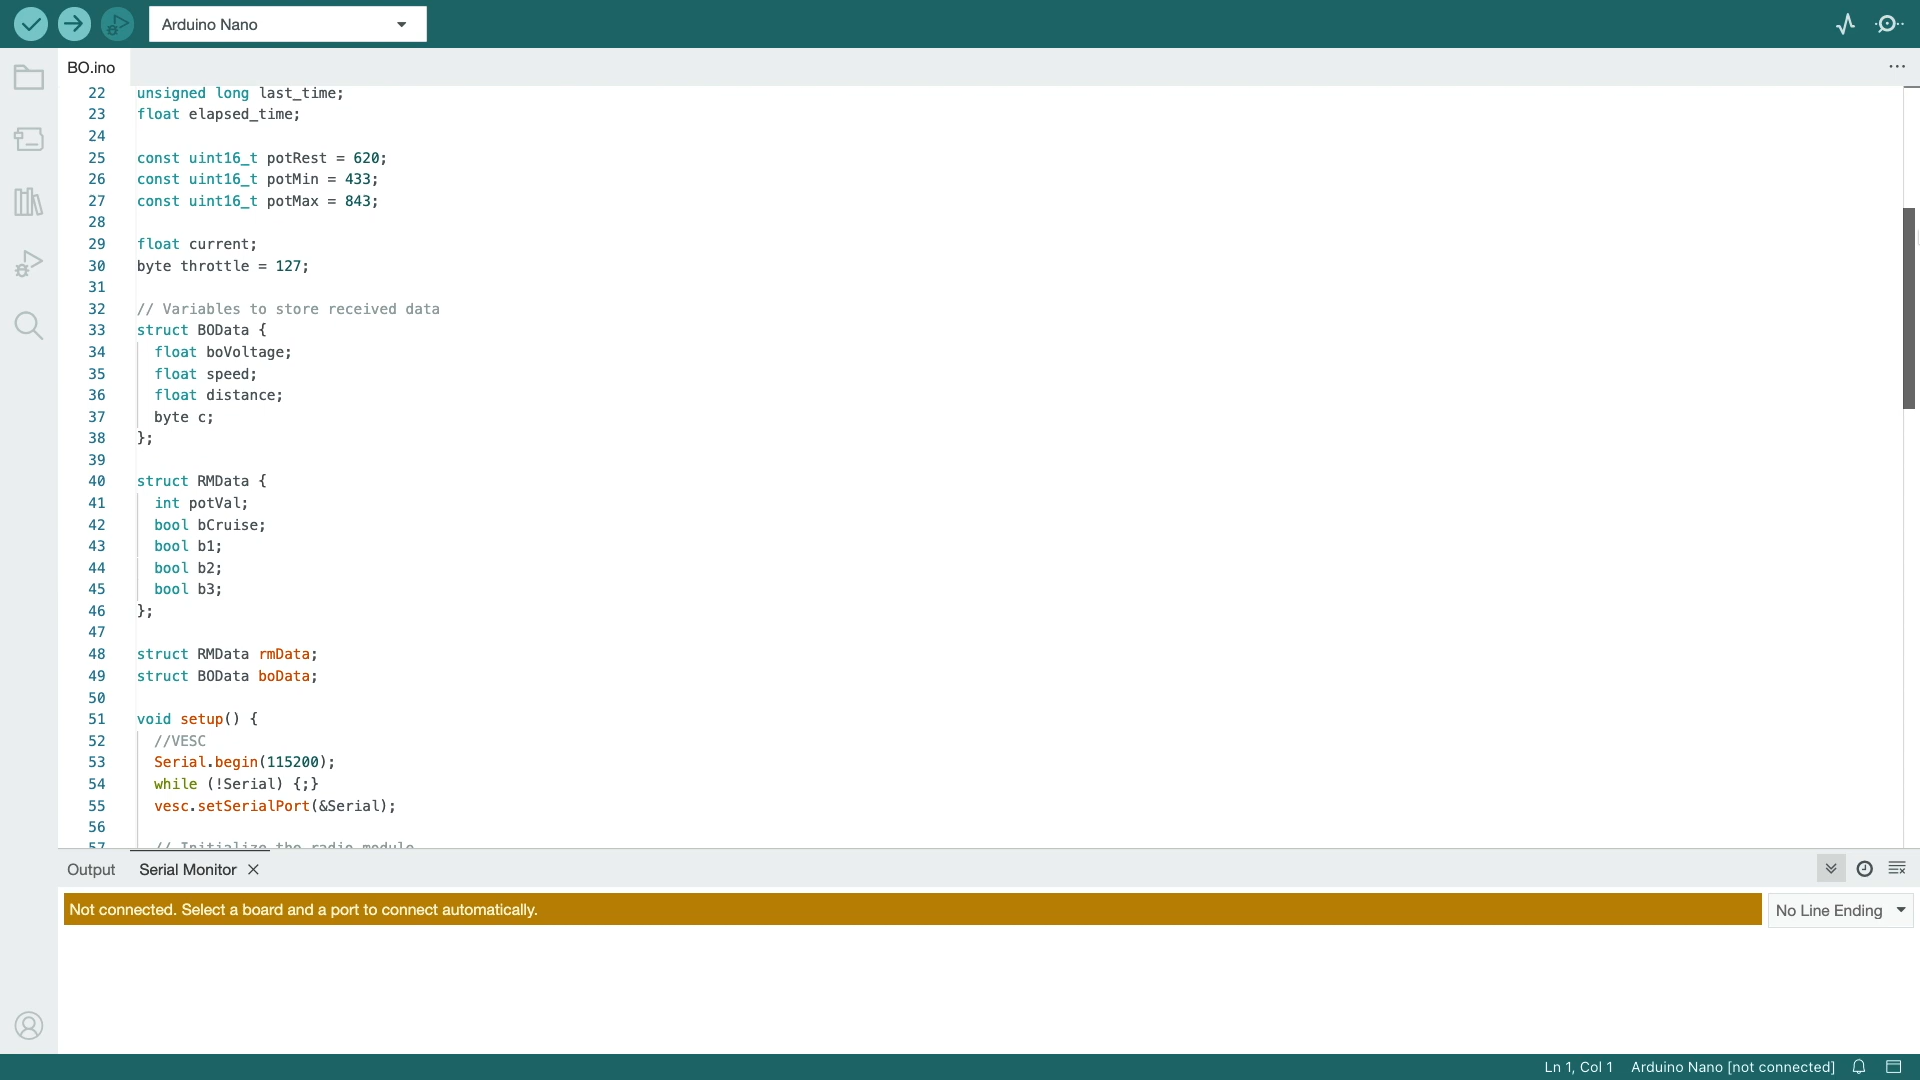 Arduino Nano
BO.ino
22 unsigned long last_time;
23 float elapsed_time;
24
25 const uint16_t potRest = 620;
26 const uint16_t potMin = 433;
27 const uint16_t potMax = 843;
28
29 float current;
30 byte throttle = 127;
31
32 // Variables to store received data
33 struct BOData {
34 float boVoltage;
35 float speed;
36 float distance;
37 byte c;
38 };
39
40 struct RMData {
41 int potVal;
42 bool bCruise;
43 bool b1;
44 bool b2;
45 bool b3;
46 };
47
48 struct RMData rmData;
49 struct BOData boData;
50
51 void setup() {
52 //VESC
53 Serial.begin(115200);
54 while (!Serial) {;}
55 vesc.setSerialPort(&Serial);
56
57 // Initialize the radio module
Output Serial Monitor
Not connected. Select a board and a port to connect automatically. No Line Ending
Ln 1, Col 1 Arduino Nano [not connected]